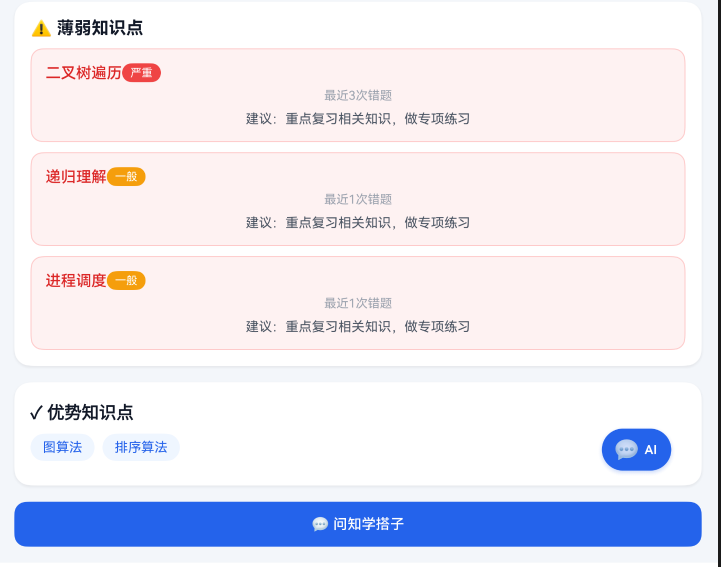 ⚠️ 薄弱知识点
二叉树遍历 严重
最近3次错题
建议：重点复习相关知识，做专项练习
递归理解 一般
最近1次错题
建议：重点复习相关知识，做专项练习
进程调度 一般
最近1次错题
建议：重点复习相关知识，做专项练习
✓ 优势知识点
图算法 排序算法
💬 AI
💬 问知学搭子